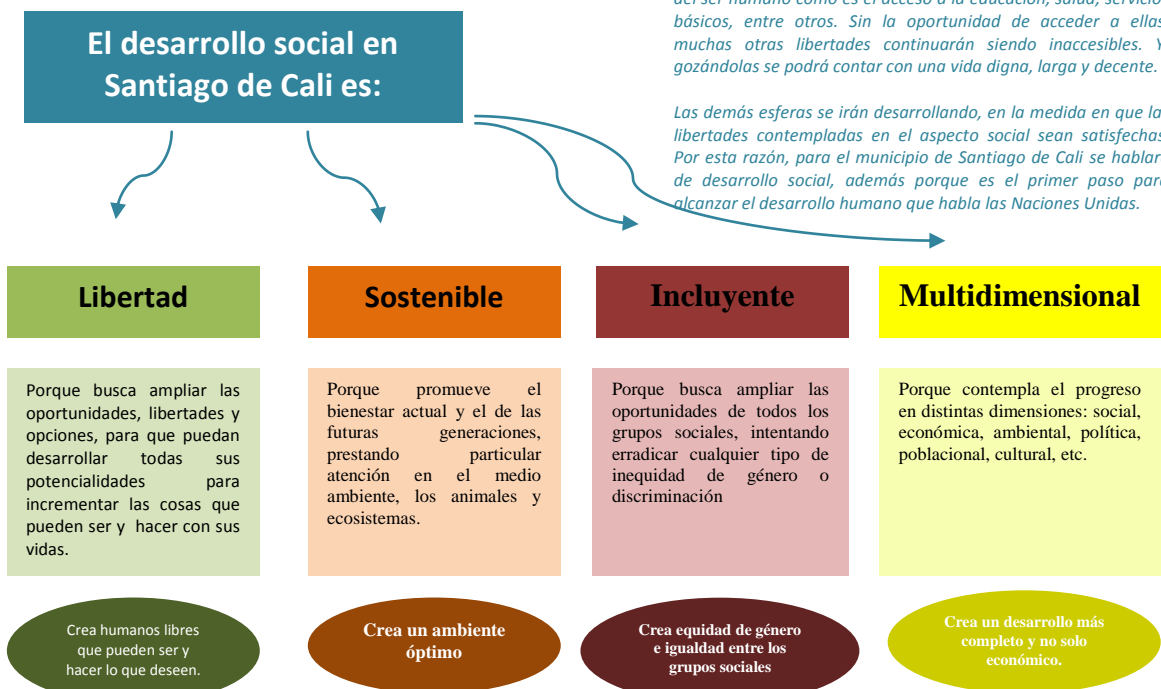 El desarrollo social en
Santiago de Cali es:
del ser humano como es el acceso a la educación, salud,
básicos, entre otros. Sin la oportunidad de acceder a ellas
muchas otras libertades continuarán siendo inaccesibles. Y
gozándolas se podrá contar con una vida digna, larga y decente.
Las demás esferas se irán desarrollando, en la medida en que
libertades contempladas en el aspecto social sean satisfechas
Por esta razón, para el municipio de Santiago de Cali se
de desarrollo social, además porque es el primer paso
alcanzar el desarrollo humano que habla las Naciones Unidas.
Libertad
Sostenible
Incluyente
Multidimensional
Porque busca ampliar las
oportunidades, libertades y
opciones, para que puedan
desarrollar todas sus
potencialidades para
incrementar las cosas que
pueden ser y hacer con sus
vidas.
Porque promueve el
bienestar actual y el de las
futuras generaciones,
prestando particular
atención en el medio
ambiente, los animales y
ecosistemas.
Porque busca ampliar las
oportunidades de todos los
grupos sociales, intentando
erradicar cualquier tipo de
inequidad de género o
discriminación
Porque contempla el progreso
en distintas dimensiones: social,
económica, ambiental, política,
poblacional, cultural, etc.
Crea humanos libres
que pueden ser y
hacer lo que deseen.
Crea un ambiente
óptimo
Crea equidad de género
e igualdad entre los
grupos sociales
Crea un desarrollo más
completo y no solo
económico.